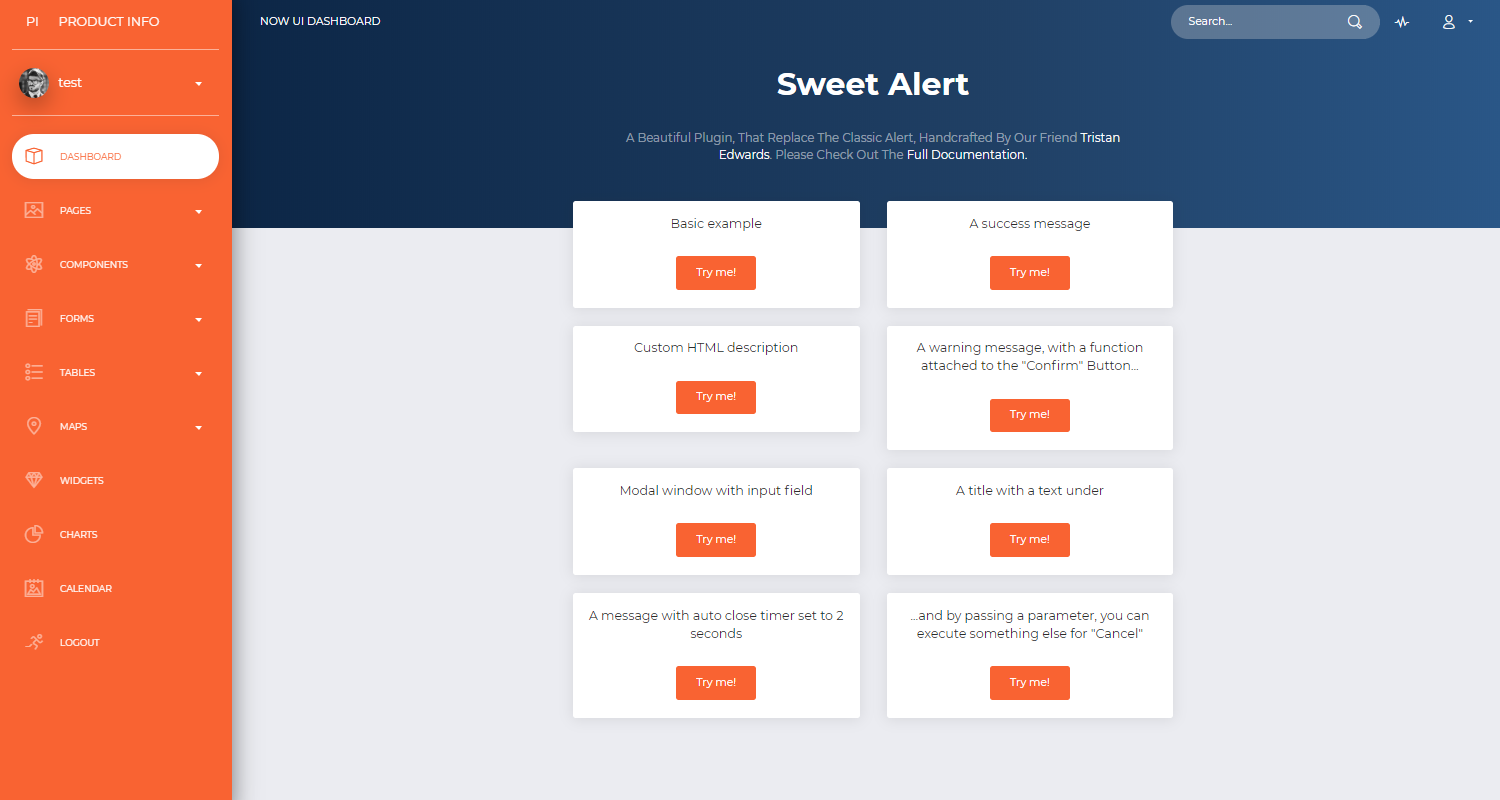 PI PRODUCT INFO
test
DASHBOARD
PAGES
COMPONENTS
FORMS
TABLES
MAPS
WIDGETS
CHARTS
CALENDAR
LOGOUT
NOW UI DASHBOARD
Search...
Sweet Alert
A Beautiful Plugin, That Replace The Classic Alert, Handcrafted By Our Friend Tristan
Edwards. Please Check Out The Full Documentation.
Basic example
Try me!
A success message
Try me!
Custom HTML description
Try me!
A warning message, with a function
attached to the "Confirm" Button...
Try me!
Modal window with input field
Try me!
A title with a text under
Try me!
A message with auto close timer set to 2
seconds
Try me!
...and by passing a parameter, you can
execute something else for "Cancel"
Try me!